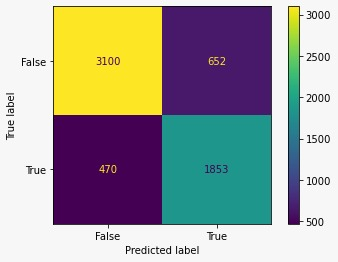 3000
False
3100
652
2500
2000
True label
1500
True
470
1853
1000
500
False
True
Predicted label